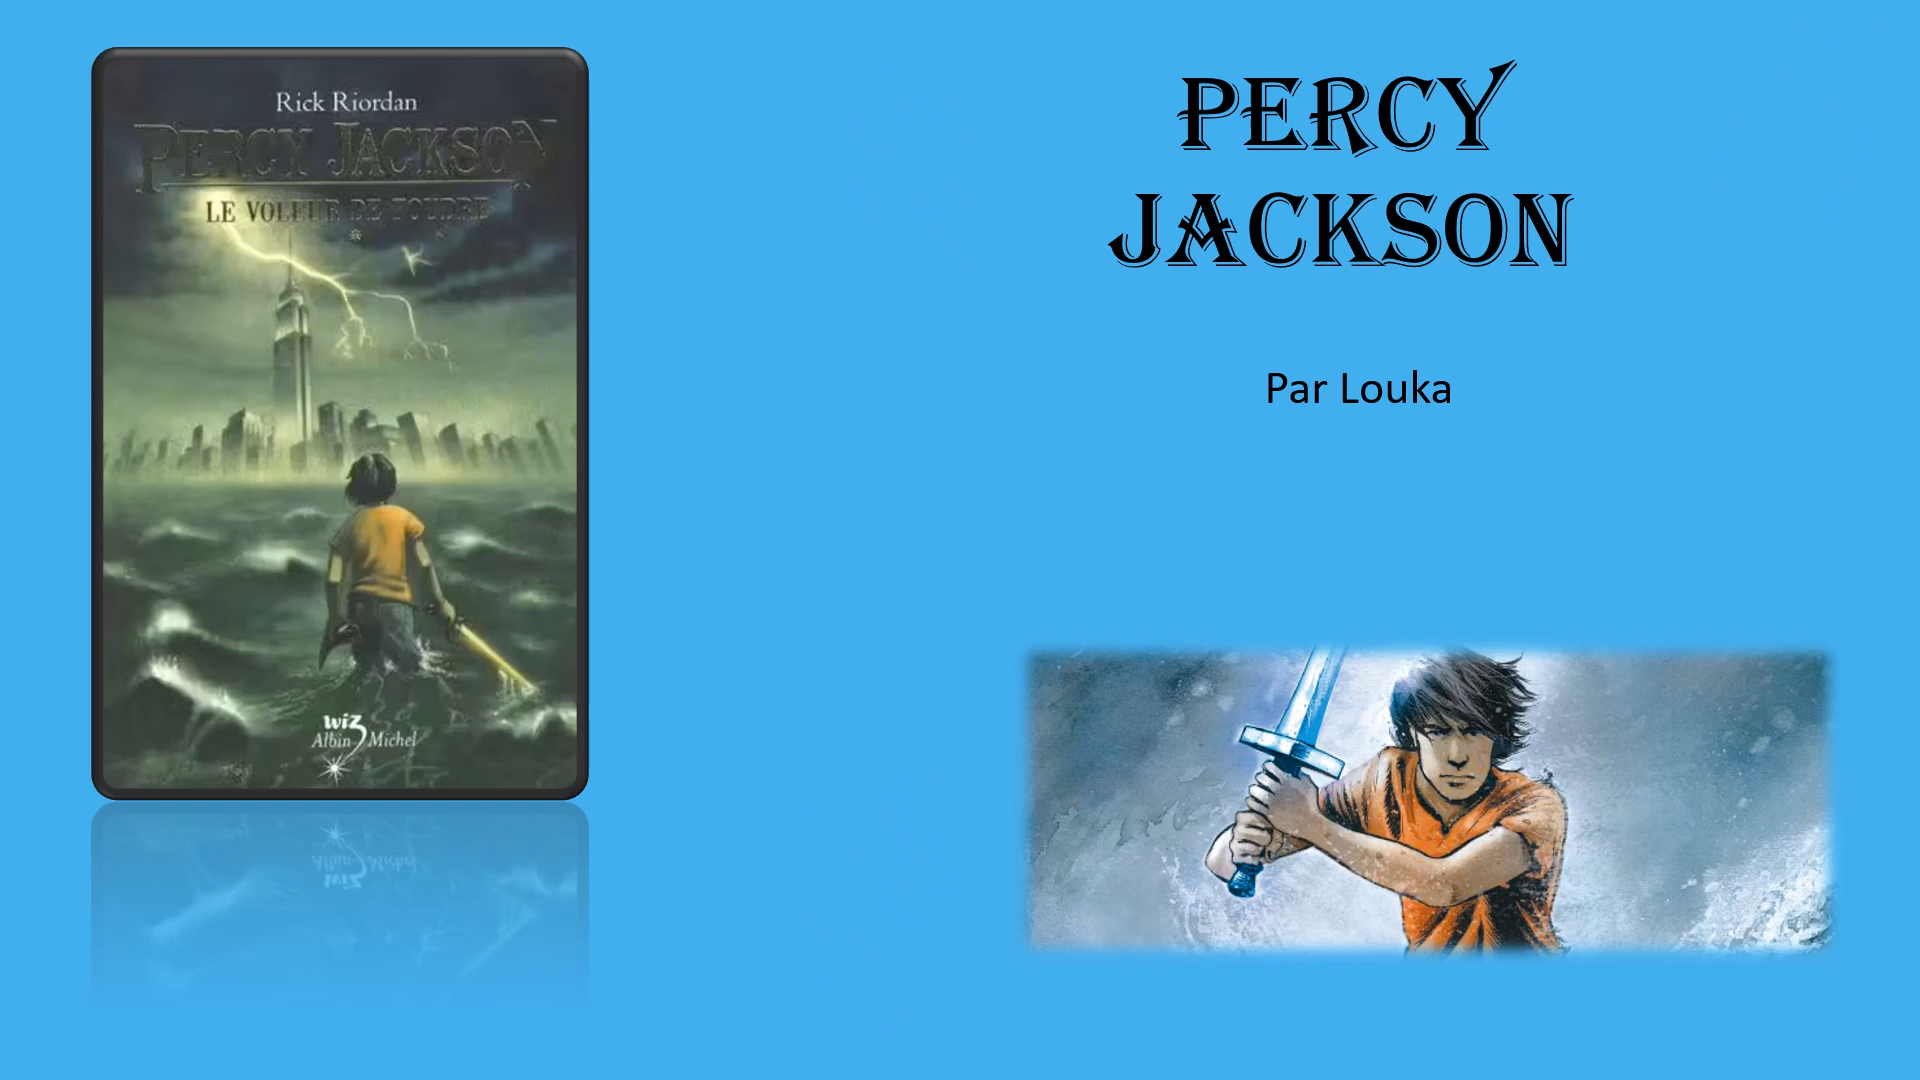 Rick Riordan
PERCY JACKSON
LE VOLEUR DE FOUDRE
wiz
Albin Michel
PERCY
JACKSON
Par Louka